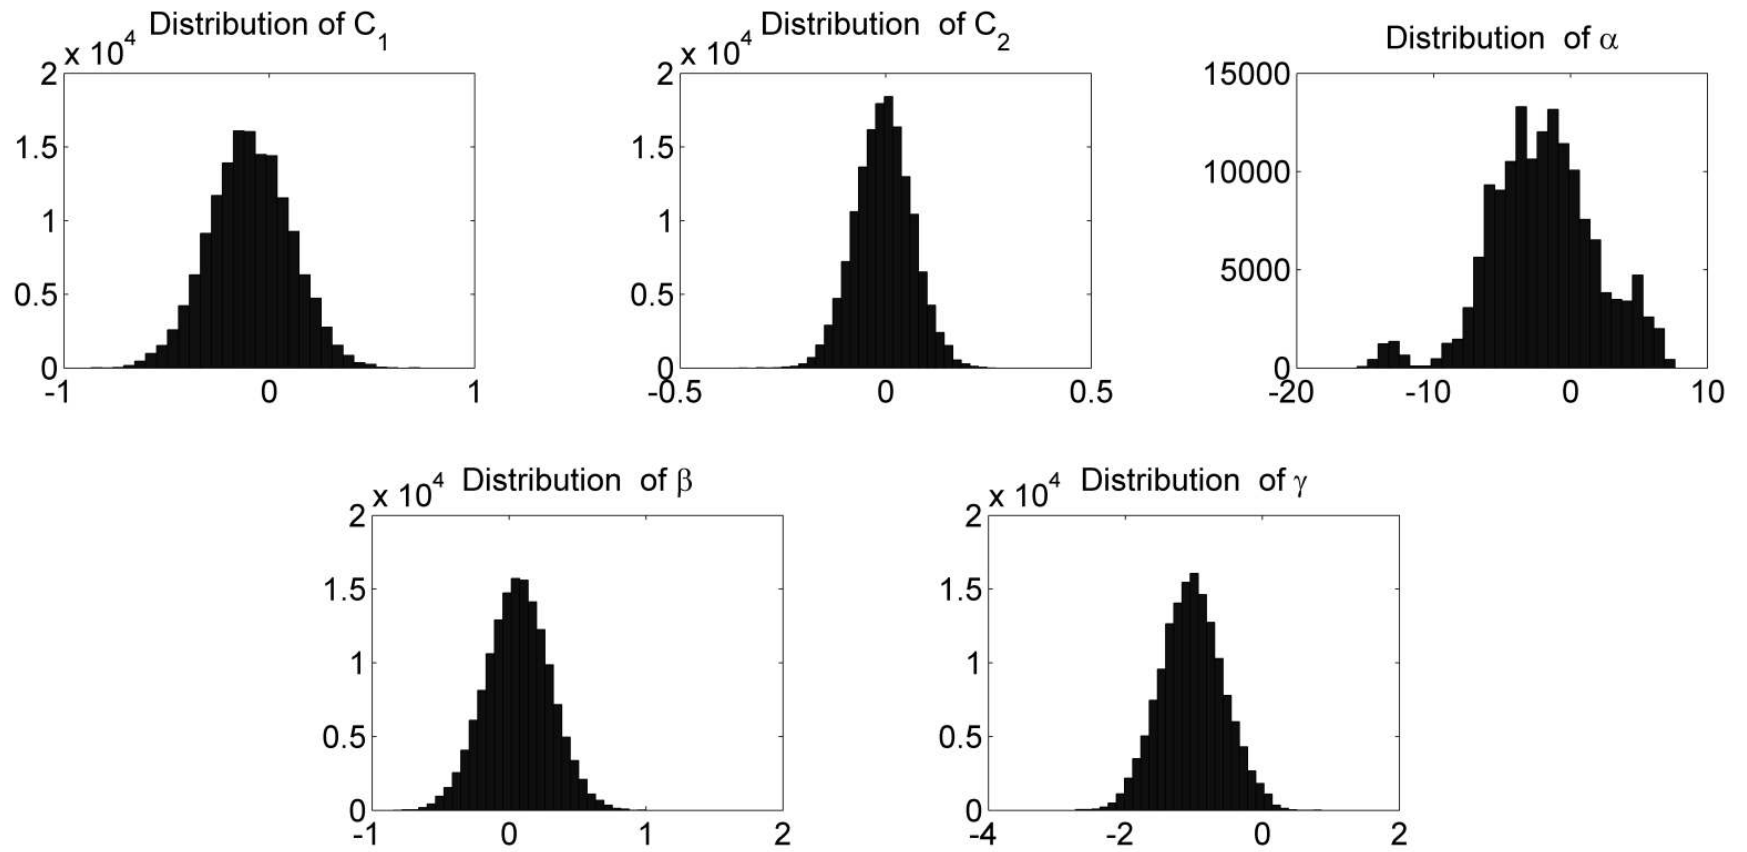 Distribution of C1
x 10^4
2
1.5
1
0.5
0
-1 0 1
Distribution of C2
x 10^4
2
1.5
1
0.5
0
-0.5 0 0.5
Distribution of α
15000
10000
5000
0
-20 -10 0 10
Distribution of β
x 10^4
2
1.5
1
0.5
0
-1 0 1 2
Distribution of γ
x 10^4
2
1.5
1
0.5
0
-4 -2 0 2